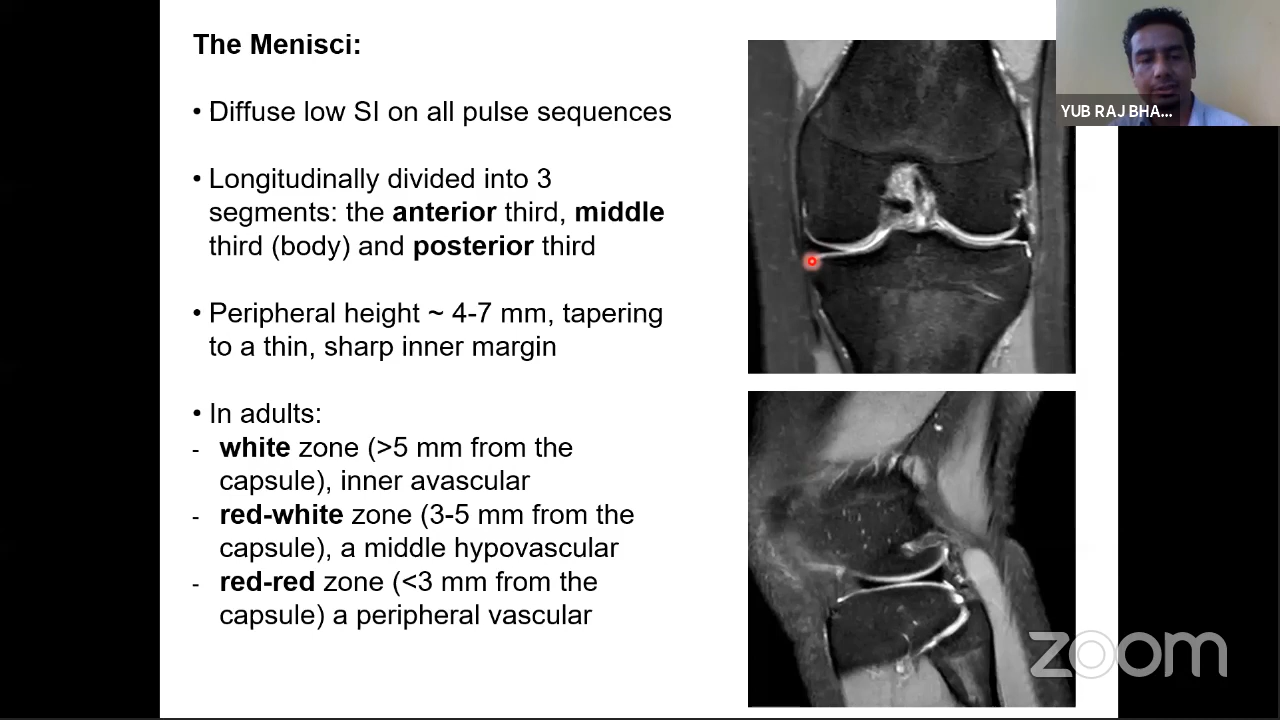 The Menisci:
• Diffuse low SI on all pulse sequences
• Longitudinally divided into 3
segments: the anterior third, middle
third (body) and posterior third
• Peripheral height ~ 4-7 mm, tapering
to a thin, sharp inner margin
• In adults:
- white zone (>5 mm from the
capsule), inner avascular
- red-white zone (3-5 mm from the
capsule), a middle hypovascular
- red-red zone (<3 mm from the
capsule) a peripheral vascular
YUB RAJ BHA...
zoom